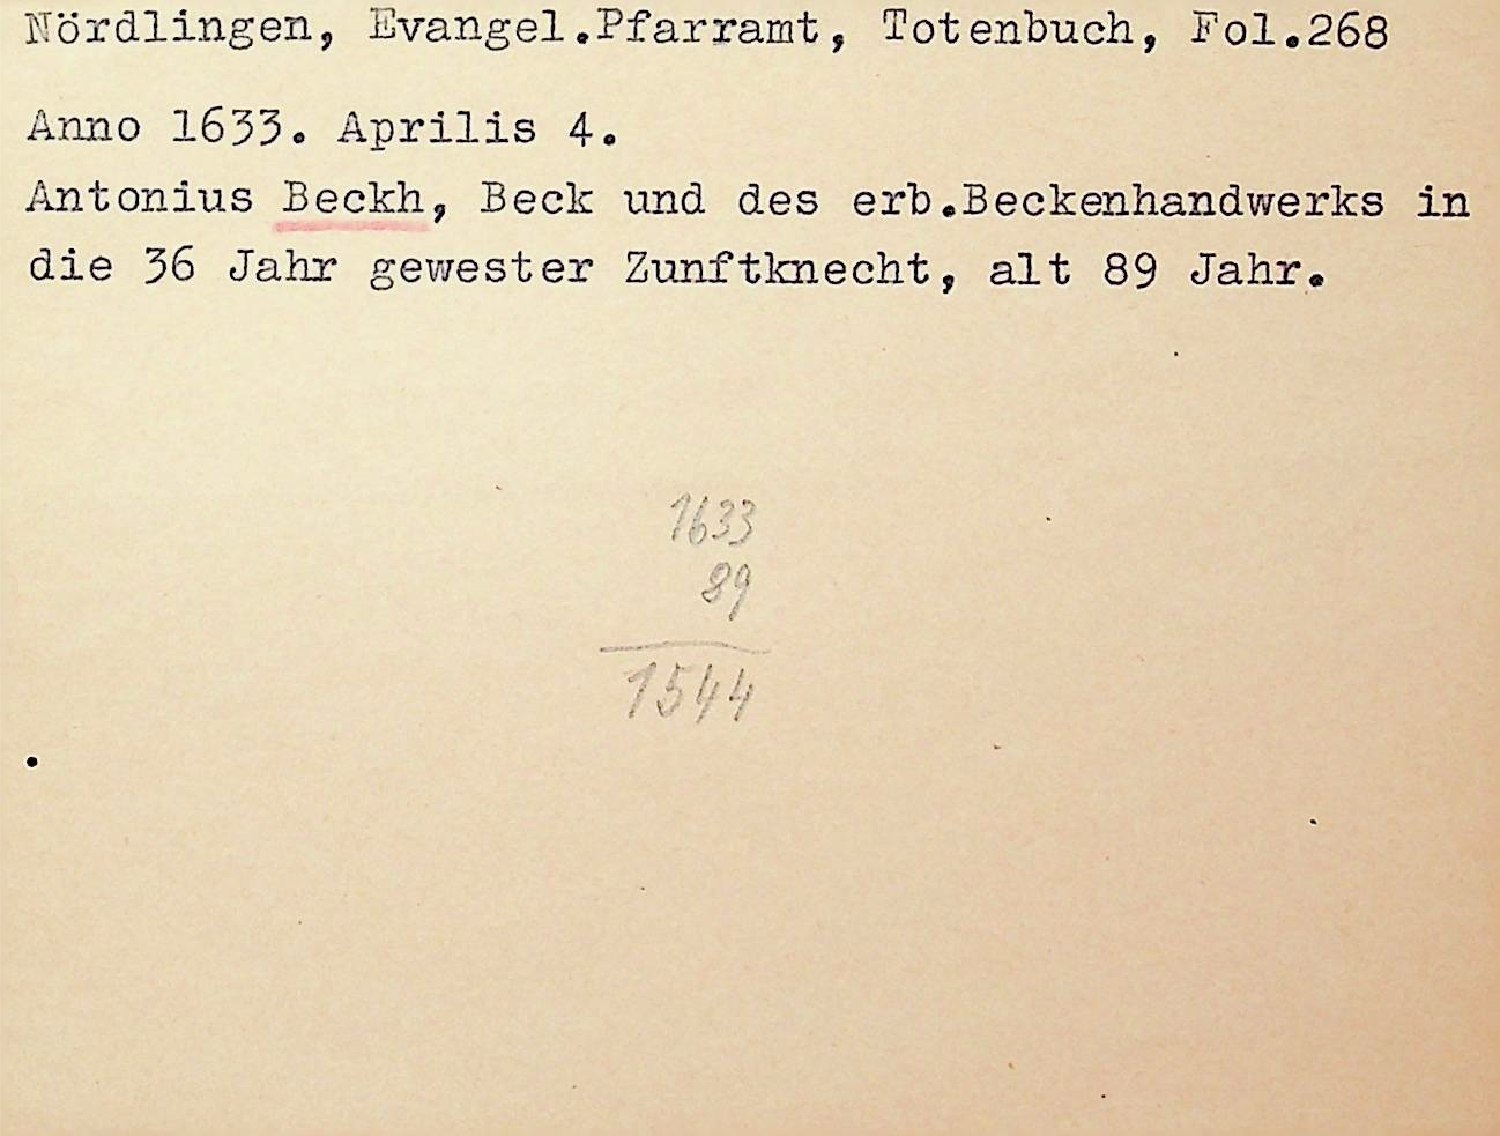 Nördlingen, Evangel.Pfarramt, Totenbuch, Fol.268
Anno 1633. Aprilis 4.
Antonius Beckh, Beck und des erb.Beckenhandwerks in
die 36 Jahr gewester Zunftknecht, alt 89 Jahr.
1633
89
1544